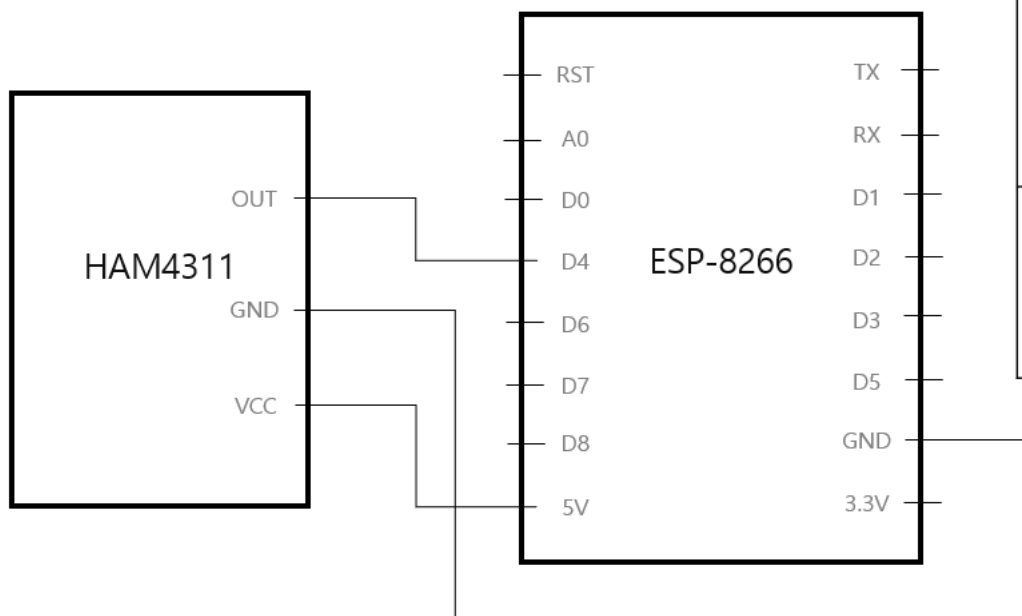 OUT
HAM4311
GND
VCC
RST
A0
D0
D4
D6
D7
D8
5V
ESP-8266
TX
RX
D1
D2
D3
D5
GND
3.3V